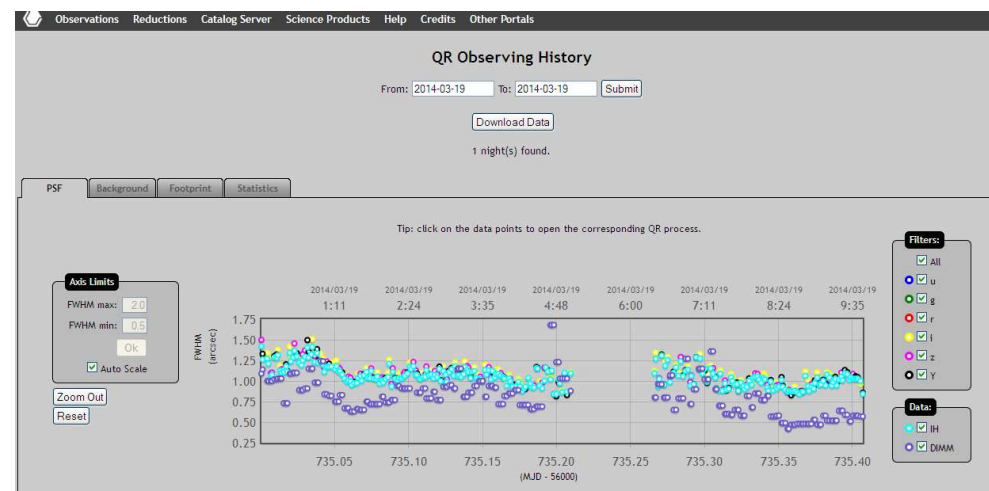 Observations Reductions Catalog Server Science Products Help Credits Other Portals
QR Observing History
From: 2014-03-19 To: 2014-03-19 Submit
Download Data
1 night(s) found.
PSF Background Footprint Statistics
Tip: click on the data points to open the corresponding QR process.
Axis Limits
FWHM max: 2.0
FWHM min: 0.5
Ok
Auto Scale
Zoom Out
Reset
2014/03/19 2014/03/19 2014/03/19 2014/03/19 2014/03/19 2014/03/19 2014/03/19 2014/03/19
1:11 2:24 3:35 4:48 6:00 7:11 8:24 9:35
FWHM
(arcsec)
1.75
1.50
1.25
1.00
0.75
0.50
0.25
735.05 735.10 735.15 735.20 735.25 735.30 735.35 735.40
(MJD - 56000)
Filters:
All
u
g
r
i
z
Y
Data:
IH
DIMM